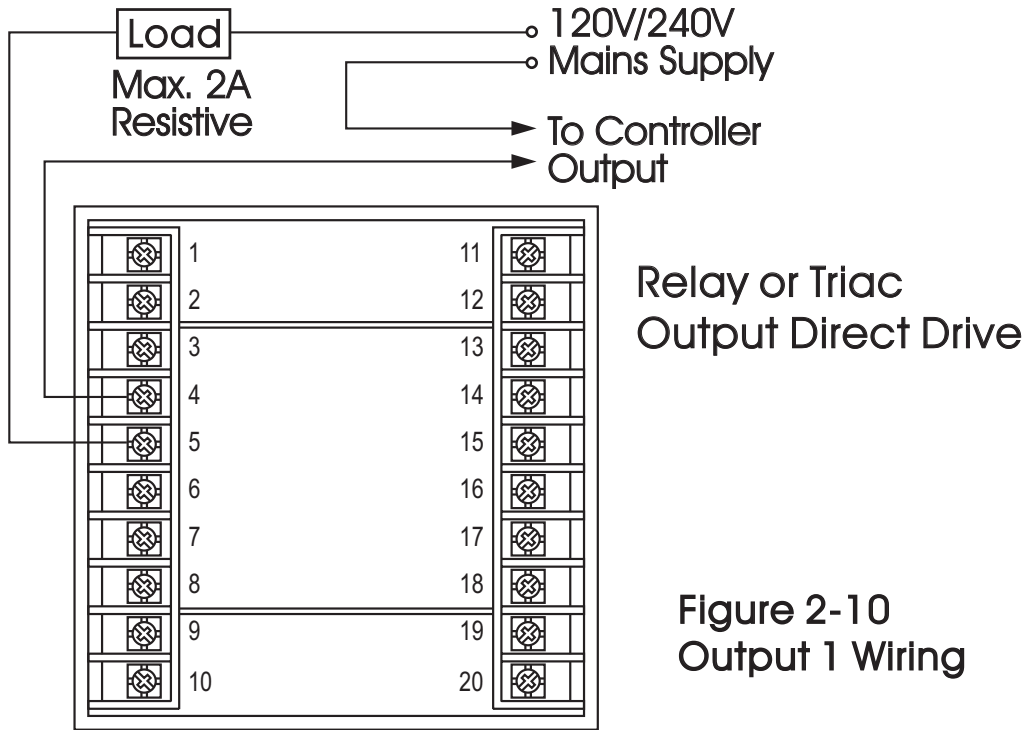 Load
120V/240V
Mains Supply
Max. 2A
Resistive
To Controller
Output
1
2
3
4
5
6
7
8
9
10
11
12
13
14
15
16
17
18
19
20
Relay or Triac
Output Direct Drive
Figure 2-10
Output 1 Wiring